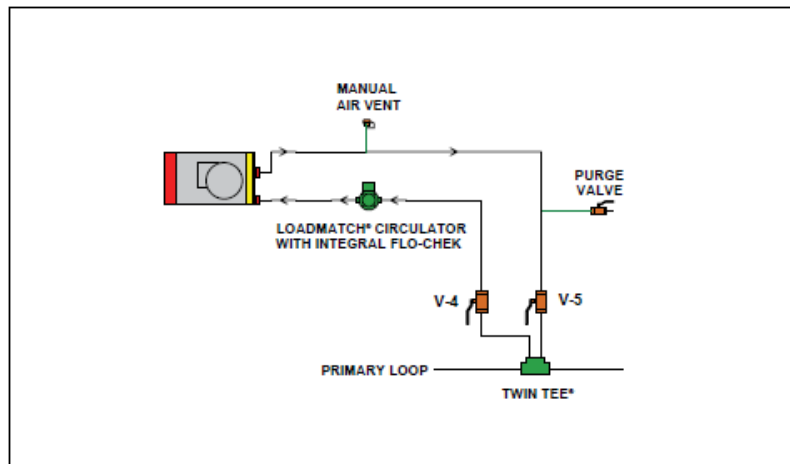 MANUAL
AIR VENT
PURGE
VALVE
LOADMATCH® CIRCULATOR
WITH INTEGRAL FLO-CHEK
V-4
V-5
PRIMARY LOOP
TWIN TEE®